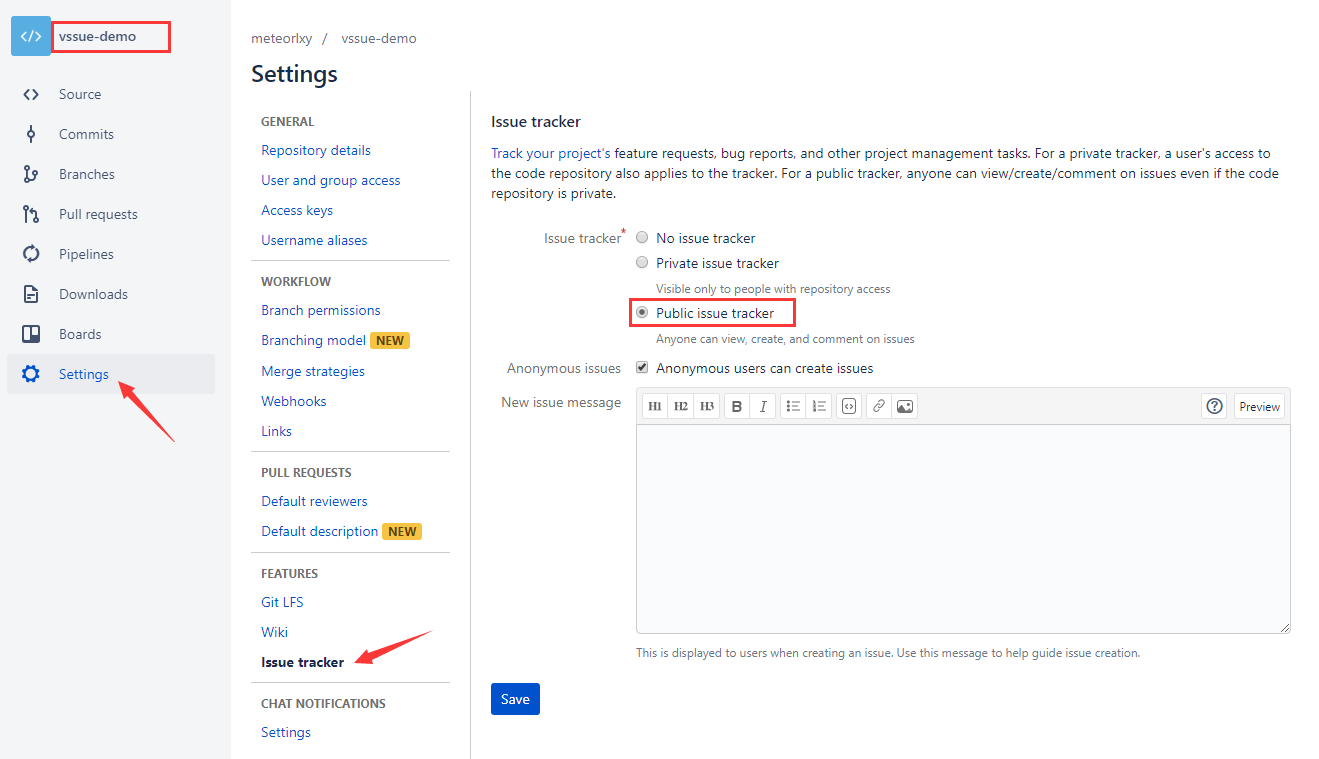 </> vssue-demo
Source
Commits
Branches
Pull requests
Pipelines
Downloads
Boards
Settings
meteorlxy / vssue-demo
Settings
GENERAL
Repository details
User and group access
Access keys
Username aliases
WORKFLOW
Branch permissions
Branching model NEW
Merge strategies
Webhooks
Links
PULL REQUESTS
Default reviewers
Default description NEW
FEATURES
Git LFS
Wiki
Issue tracker
CHAT NOTIFICATIONS
Settings
Issue tracker
Track your project's feature requests, bug reports, and other project management tasks. For a private tracker, a user's access to
the code repository also applies to the tracker. For a public tracker, anyone can view/create/comment on issues even if the code
repository is private.
Issue tracker* No issue tracker
Private issue tracker
Visible only to people with repository access
Public issue tracker
Anyone can view, create, and comment on issues
Anonymous issues Anonymous users can create issues
New issue message H1 H2 H3 B I Preview
This is displayed to users when creating an issue. Use this message to help guide issue creation.
Save